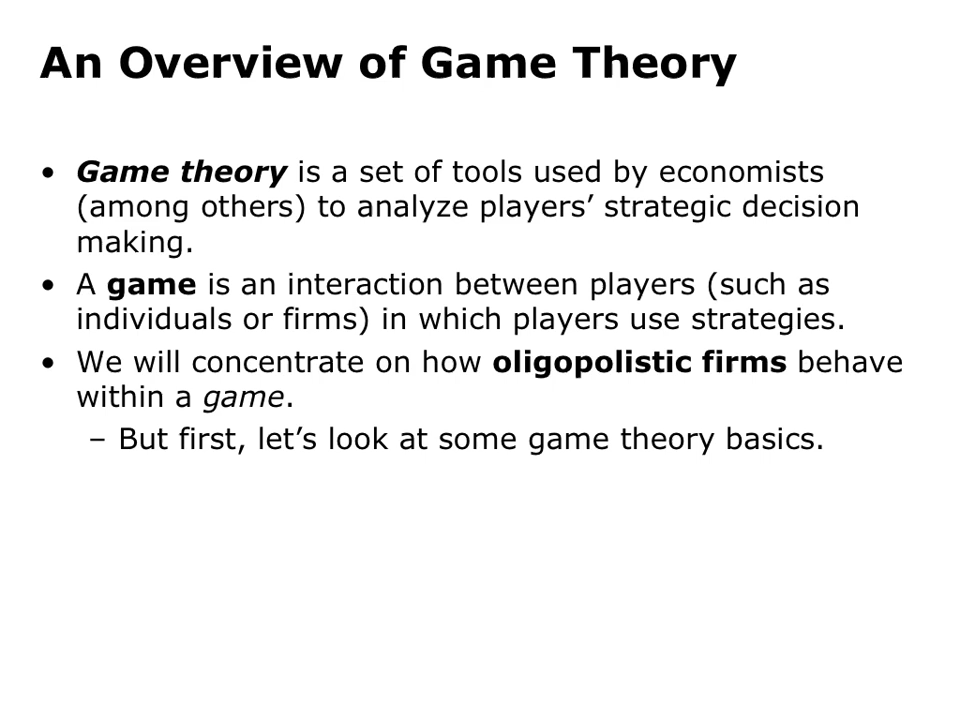 An Overview of Game Theory
• Game theory is a set of tools used by economists
(among others) to analyze players’ strategic decision
making.
• A game is an interaction between players (such as
individuals or firms) in which players use strategies.
• We will concentrate on how oligopolistic firms behave
within a game.
– But first, let’s look at some game theory basics.